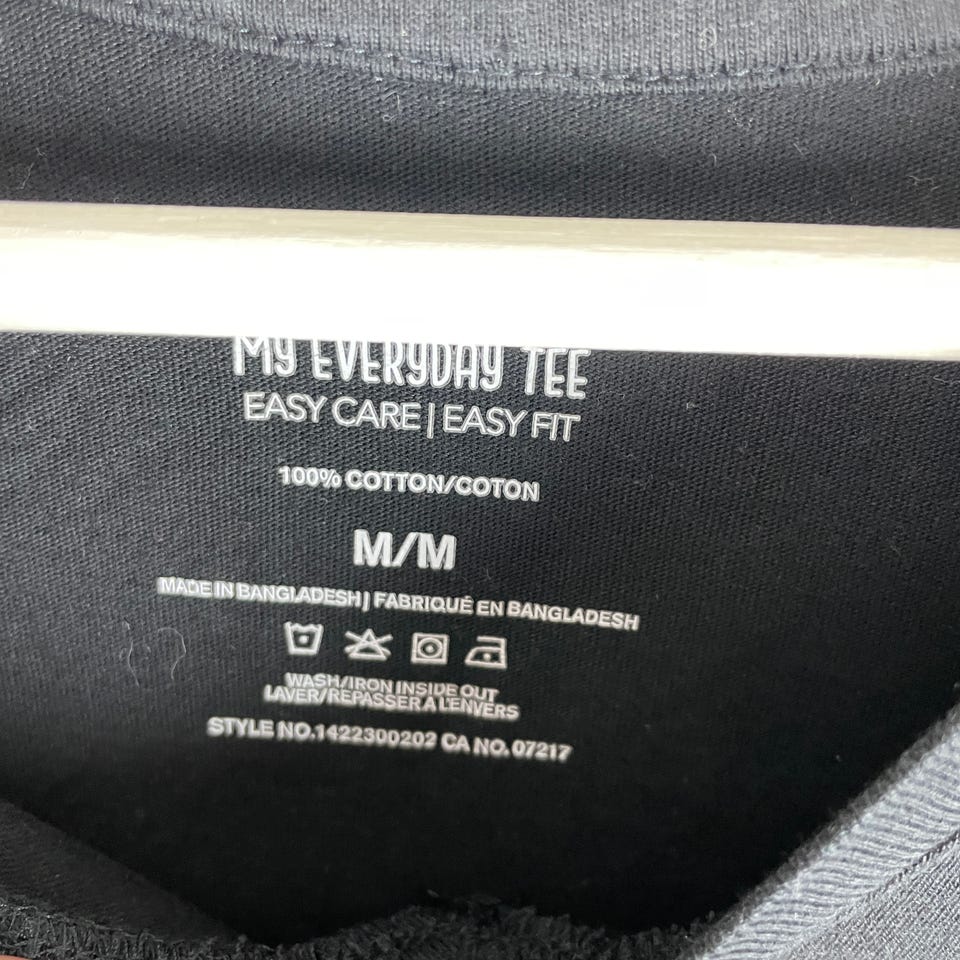 MY EVERYDAY TEE
EASY CARE | EASY FIT
100% COTTON/COTON
M/M
MADE IN BANGLADESH | FABRIQUÉ EN BANGLADESH
WASH/IRON INSIDE OUT
LAVER/REPASSER A L'ENVERS
STYLE NO.1422300202 CA NO. 07217